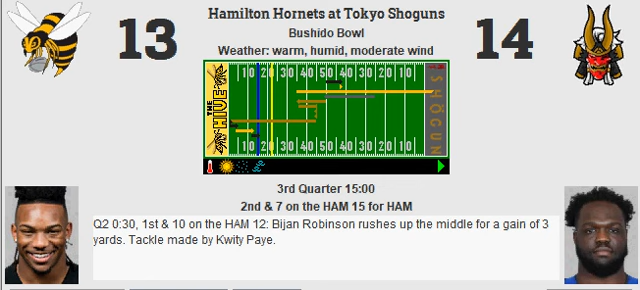 Hamilton Hornets at Tokyo Shoguns
13
14
Bushido Bowl
Weather: warm, humid, moderate wind
THE HIVE
10 20 30 40 50 40 30 20 10
10 20 30 40 50 40 30 20 10
SHOGUN
3rd Quarter 15:00
2nd & 7 on the HAM 15 for HAM
Q2 0:30, 1st & 10 on the HAM 12: Bijan Robinson rushes up the middle for a gain of 3
yards. Tackle made by Kwity Paye.